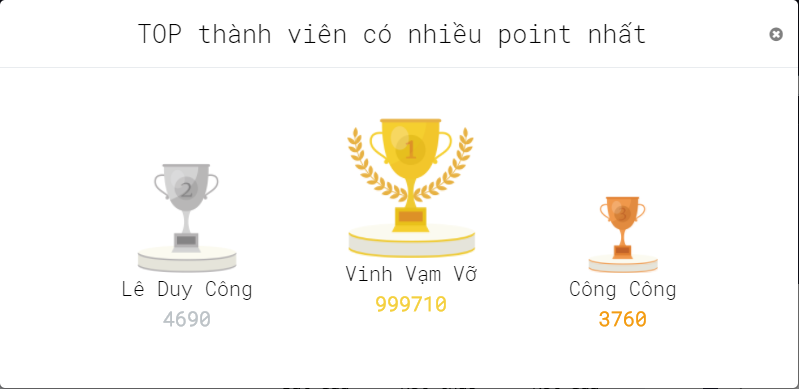 TOP thành viên có nhiều point nhất
1
2
3
Vinh Vạm Vỡ
999710
Lê Duy Công
4690
Công Công
3760